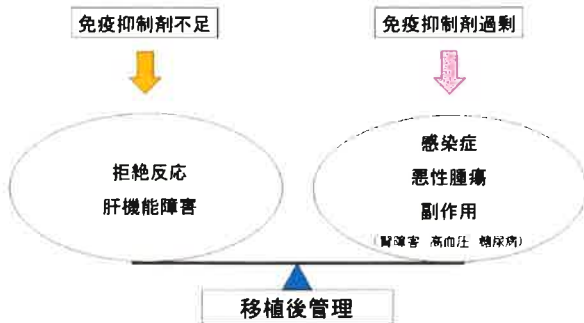 免疫抑制剤不足
免疫抑制剤過剰
拒絶反応
肝機能障害
感染症
悪性腫瘍
副作用
（腎障害 高血圧 糖尿病）
移植後管理